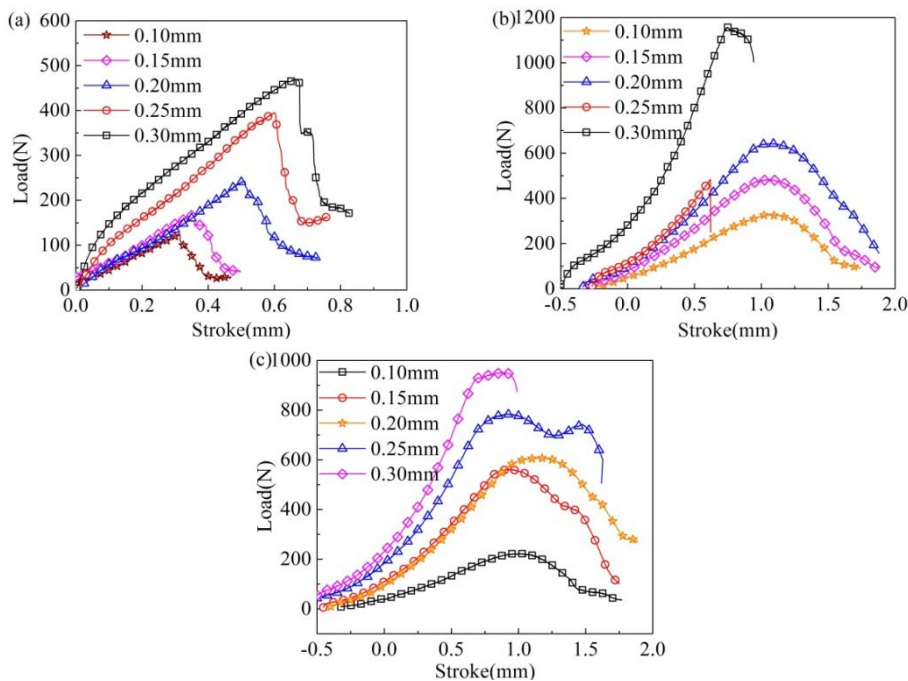 (a)
600
500
400
300
200
100
0
Load(N)
0.10mm
0.15mm
0.20mm
0.25mm
0.30mm
0.0 0.2 0.4 0.6 0.8 1.0
Stroke(mm)
(b)
1200
1000
800
600
400
200
0
Load(N)
0.10mm
0.15mm
0.20mm
0.25mm
0.30mm
-0.5 0.0 0.5 1.0 1.5 2.0
Stroke(mm)
(c)
1000
800
600
400
200
0
Load(N)
0.10mm
0.15mm
0.20mm
0.25mm
0.30mm
-0.5 0.0 0.5 1.0 1.5 2.0
Stroke(mm)